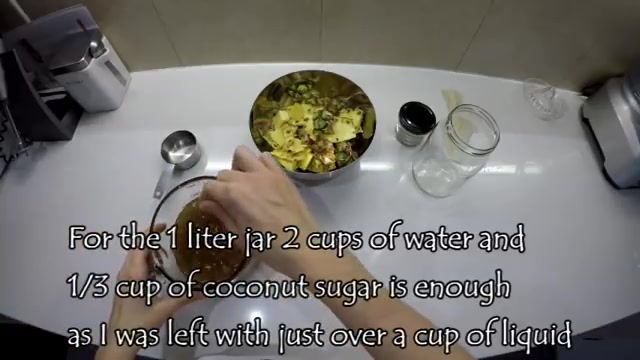 For the 1 liter jar 2 cups of water and
1/3 cup of coconut sugar is enough
as I was left with just over a cup of liquid